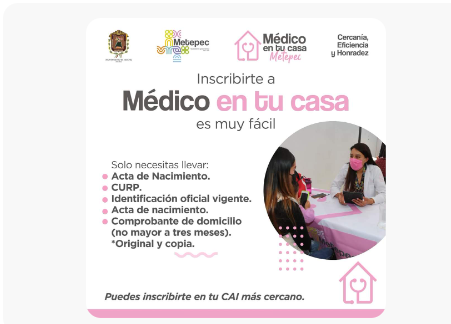 Metepec
Médico
en tu casa
Metepec
Cercanía,
Eficiencia
y Honradez
Inscribirte a
Médico en tu casa
es muy fácil
Solo necesitas llevar:
Acta de Nacimiento.
CURP.
Identificación oficial vigente.
Acta de nacimiento.
Comprobante de domicilio
(no mayor a tres meses).
*Original y copia.
Puedes inscribirte en tu CAI más cercano.